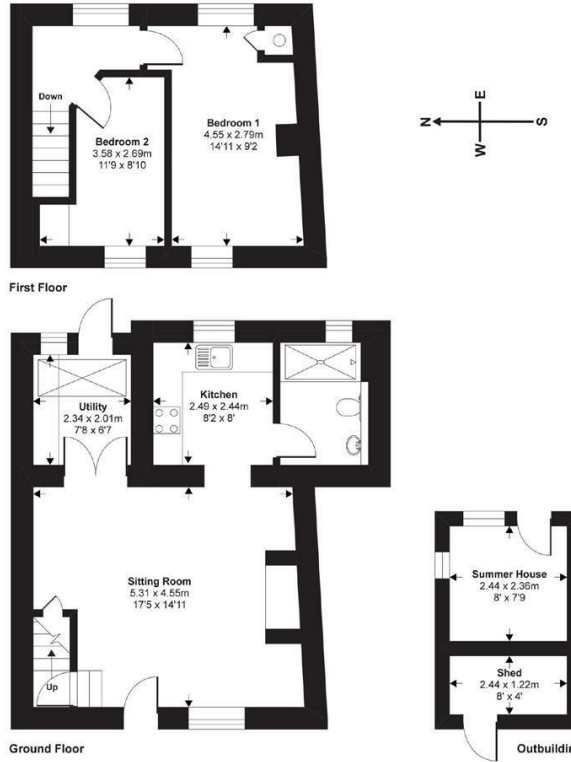 Down
Bedroom 2
3.58 x 2.69m
11'9 x 8'10
Bedroom 1
4.55 x 2.79m
14'11 x 9'2
N
E
S
W
First Floor
Utility
2.34 x 2.01m
7'8 x 6'7
Kitchen
2.49 x 2.44m
8'2 x 8'
Sitting Room
5.31 x 4.55m
17'5 x 14'11
Up
Ground Floor
Summer House
2.44 x 2.36m
8' x 7'9
Shed
2.44 x 1.22m
8' x 4'
Outbuildin